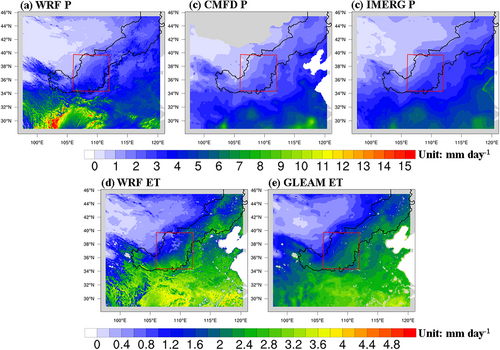 (a) WRF P (c) CMFD P (c) IMERG P
46°N 46°N 46°N
44°N 44°N 44°N
42°N 42°N 42°N
40°N 40°N 40°N
38°N 38°N 38°N
36°N 36°N 36°N
34°N 34°N 34°N
32°N 32°N 32°N
30°N 30°N 30°N
100°E 105°E 110°E 115°E 120°E 100°E 105°E 110°E 115°E 120°E 100°E 105°E 110°E 115°E 120°E
0 1 2 3 4 5 6 7 8 9 10 11 12 13 14 15 Unit: mm day⁻¹
(d) WRF ET (e) GLEAM ET
46°N 46°N
44°N 44°N
42°N 42°N
40°N 40°N
38°N 38°N
36°N 36°N
34°N 34°N
32°N 32°N
30°N 30°N
100°E 105°E 110°E 115°E 120°E 100°E 105°E 110°E 115°E 120°E
0 0.4 0.8 1.2 1.6 2 2.4 2.8 3.2 3.6 4 4.4 4.8 Unit: mm day⁻¹